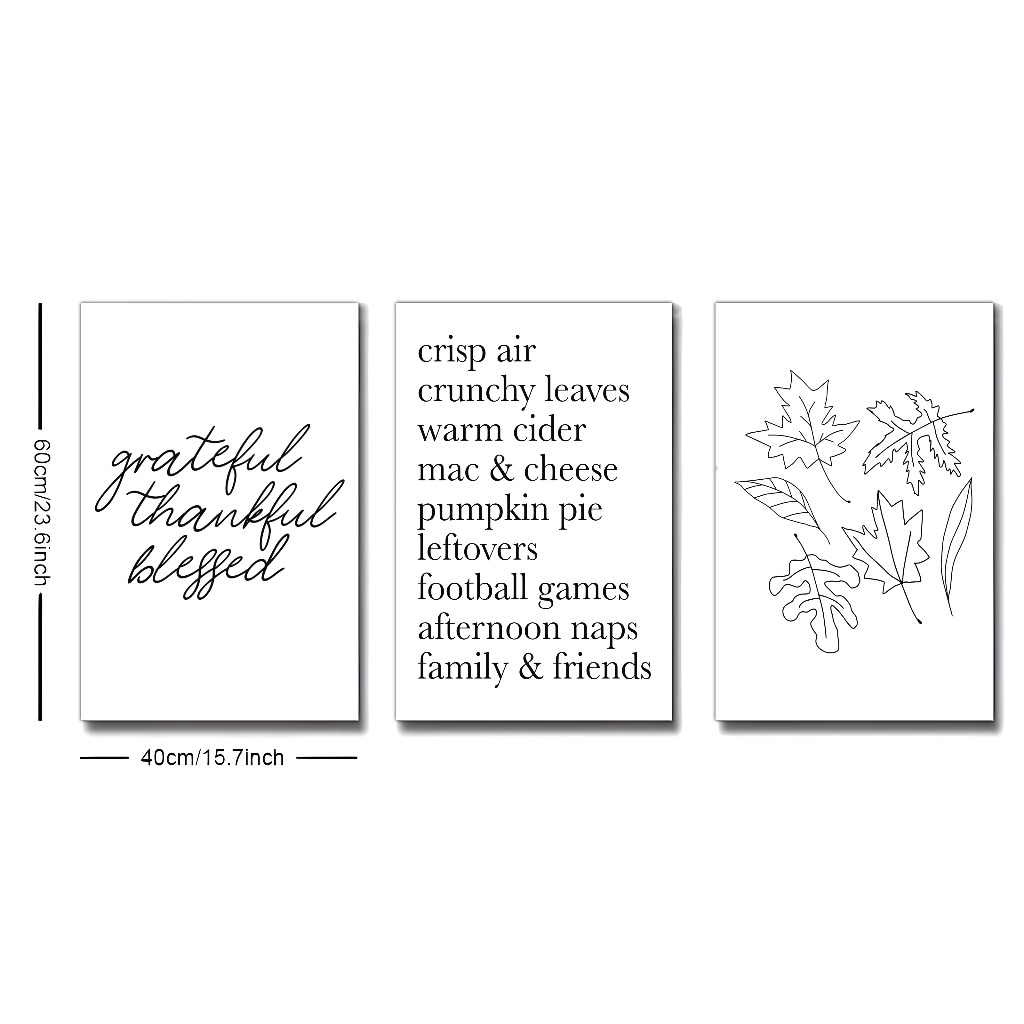 grateful
thankful
blessed
crisp air
crunchy leaves
warm cider
mac & cheese
pumpkin pie
leftovers
football games
afternoon naps
family & friends
60cm/23.6inch
40cm/15.7inch